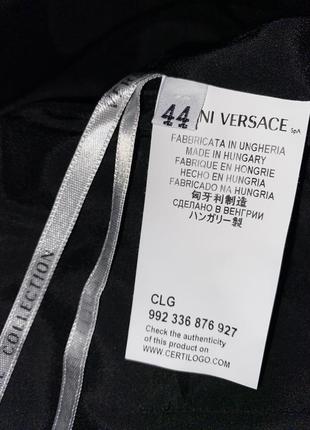 44
NI VERSACE SpA
FABBRICATA IN UNGHERIA
MADE IN HUNGARY
FABRIQUE EN HONGRIE
HECHO EN HUNGRIA
FABRICADO NA HUNGRIA
匈牙利制造
СДЕЛАНО В ВЕНГРИИ
ハンガリー製
CLG
992 336 876 927
Check the authenticity
of this product on
WWW.CERTILOGO.COM
COLLECTION